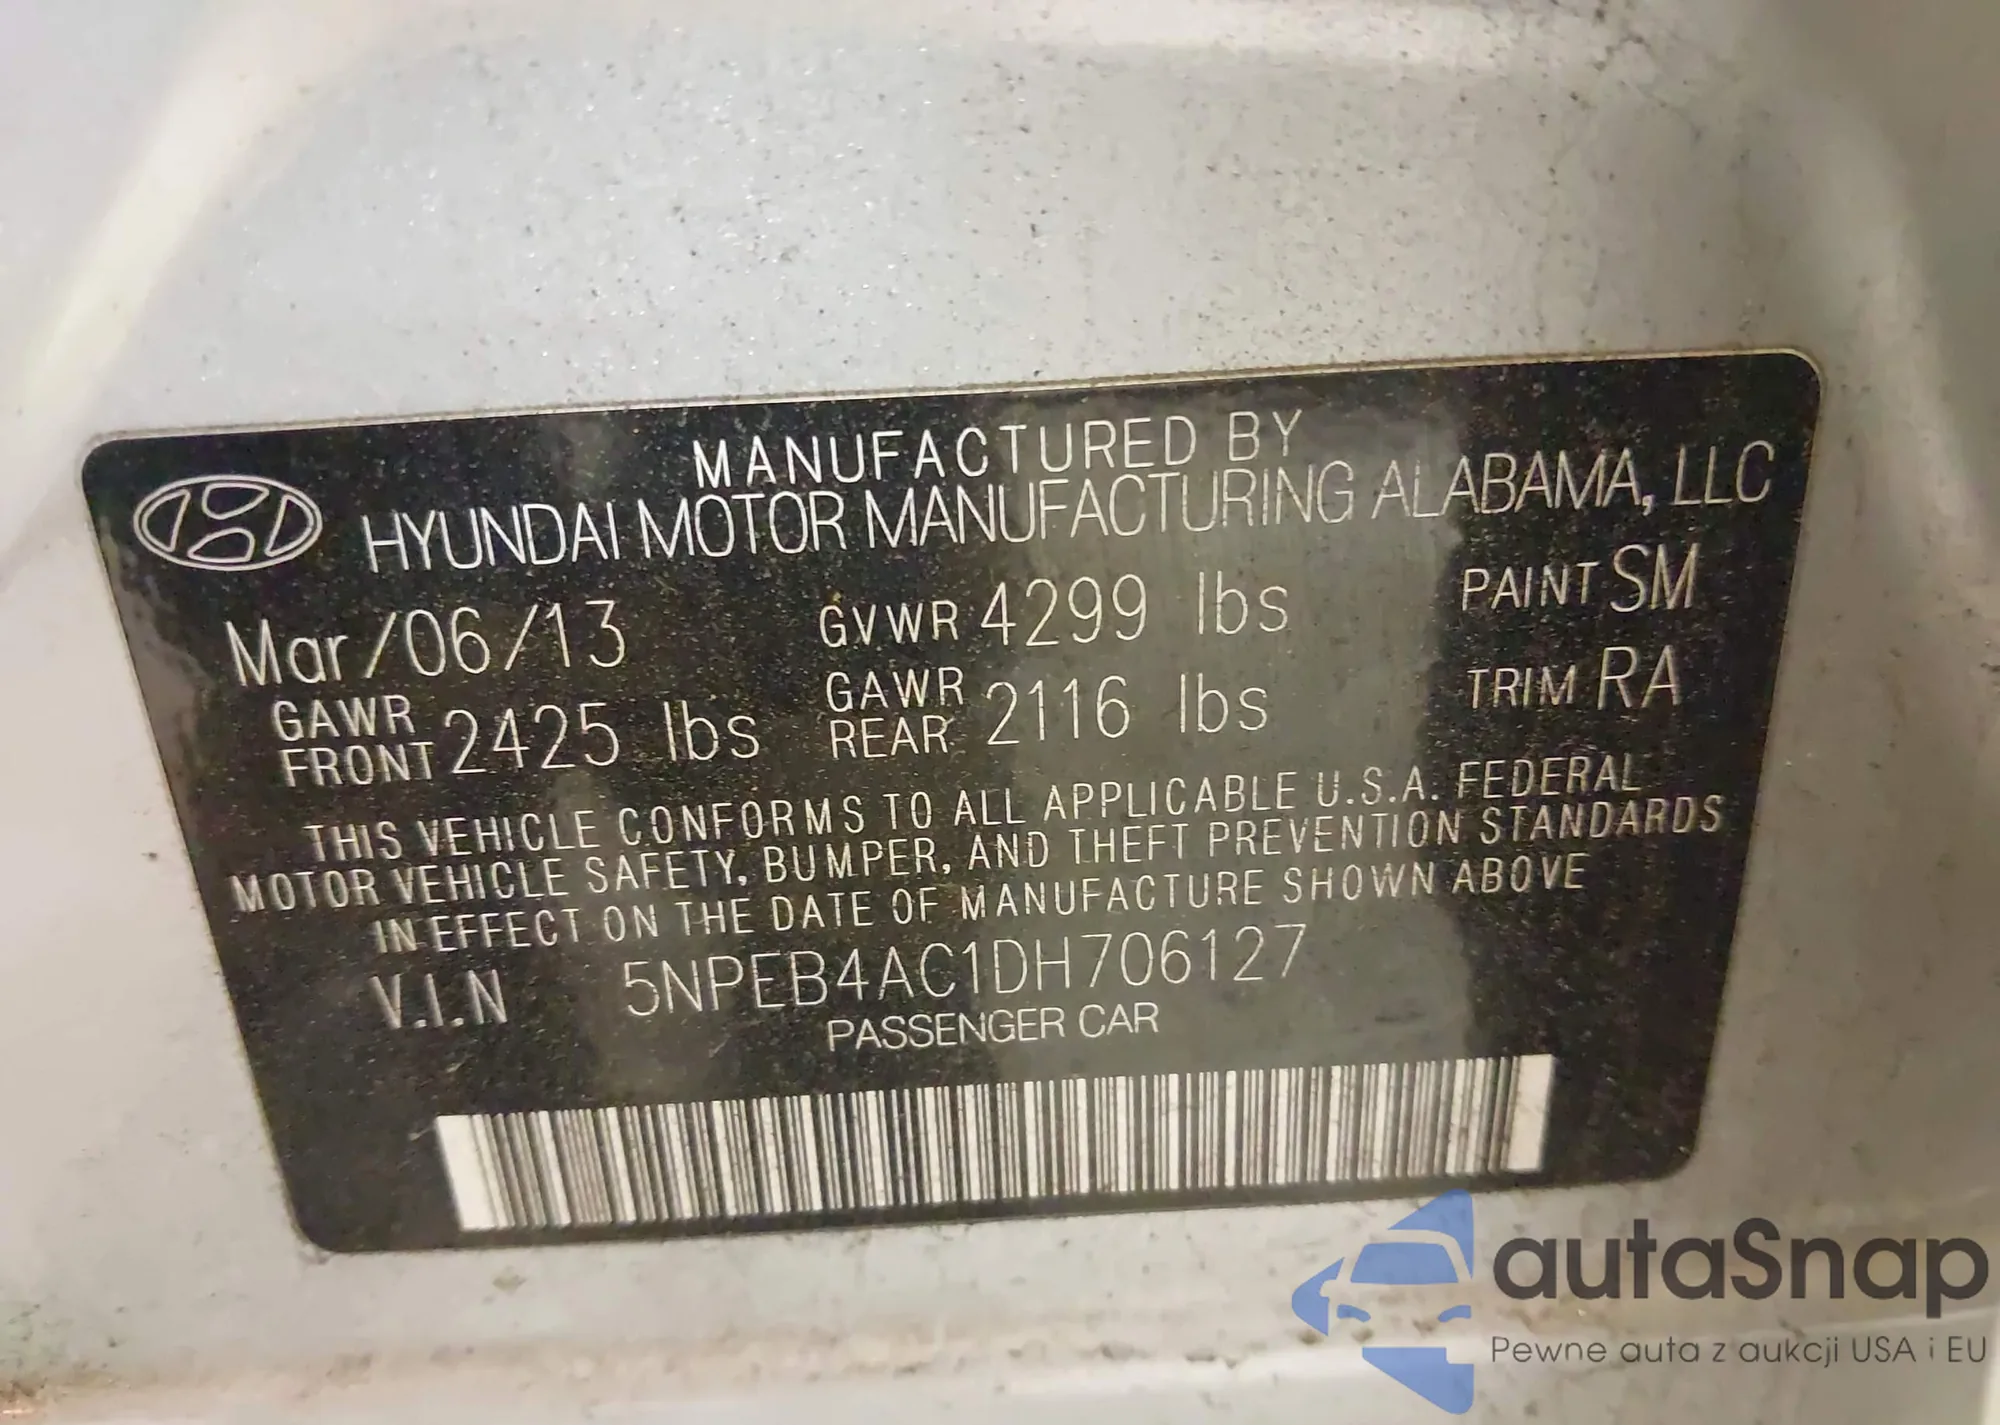 MANUFACTURED BY
HYUNDAI MOTOR MANUFACTURING ALABAMA, LLC
Mar/06/13 GVWR 4299 lbs PAINT SM
GAWR FRONT 2425 lbs GAWR REAR 2116 lbs TRIM RA
THIS VEHICLE CONFORMS TO ALL APPLICABLE U.S.A. FEDERAL
MOTOR VEHICLE SAFETY, BUMPER, AND THEFT PREVENTION STANDARDS
IN EFFECT ON THE DATE OF MANUFACTURE SHOWN ABOVE
V.I.N 5NPEB4AC1DH706127
PASSENGER CAR
autaSnap
Pewne auta z aukcji USA i EU